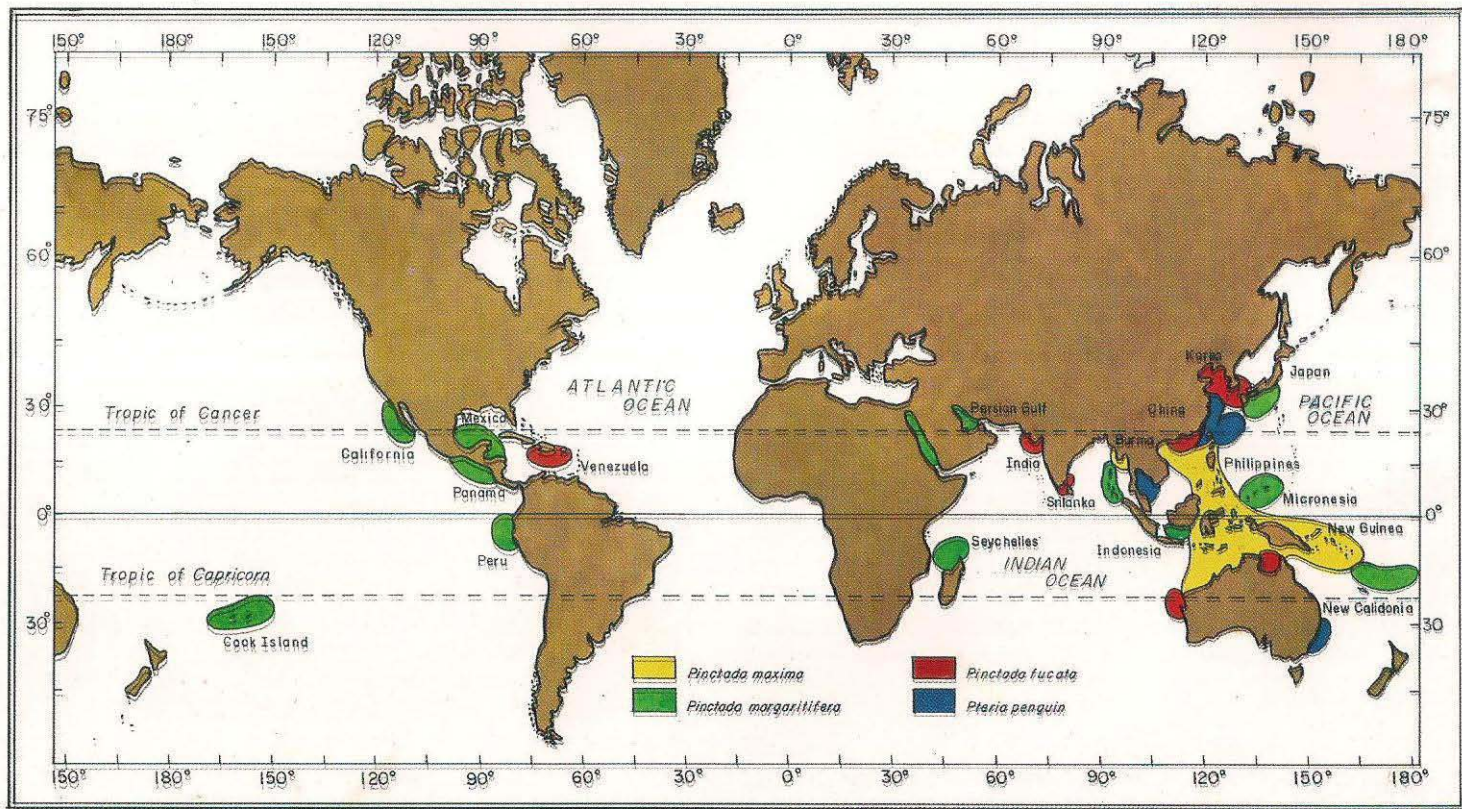 150° 180° 150° 120° 90° 60° 30° 0° 30° 60° 90° 120° 150° 180°
75° 75°
60° 60°
Korea
Japan
ATLANTIC
OCEAN
PACIFIC
OCEAN
30° 30°
Tropic of Cancer
Mexico
Persian Gulf
China
Burma
California
Venezuela
India
Philippines
Panama
Srilanka
Micronesia
0° 0°
New Guinea
Peru
Seychelles
Indonesia
INDIAN
OCEAN
Tropic of Capricorn
New Calidonia
30° 30
Cook Island
Pinctada maxima
Pinctada fucata
Pinctada margaritifera
Pteria penguin
150° 180° 150° 120° 90° 60° 30° 0° 30° 60° 90° 120° 150° 180°